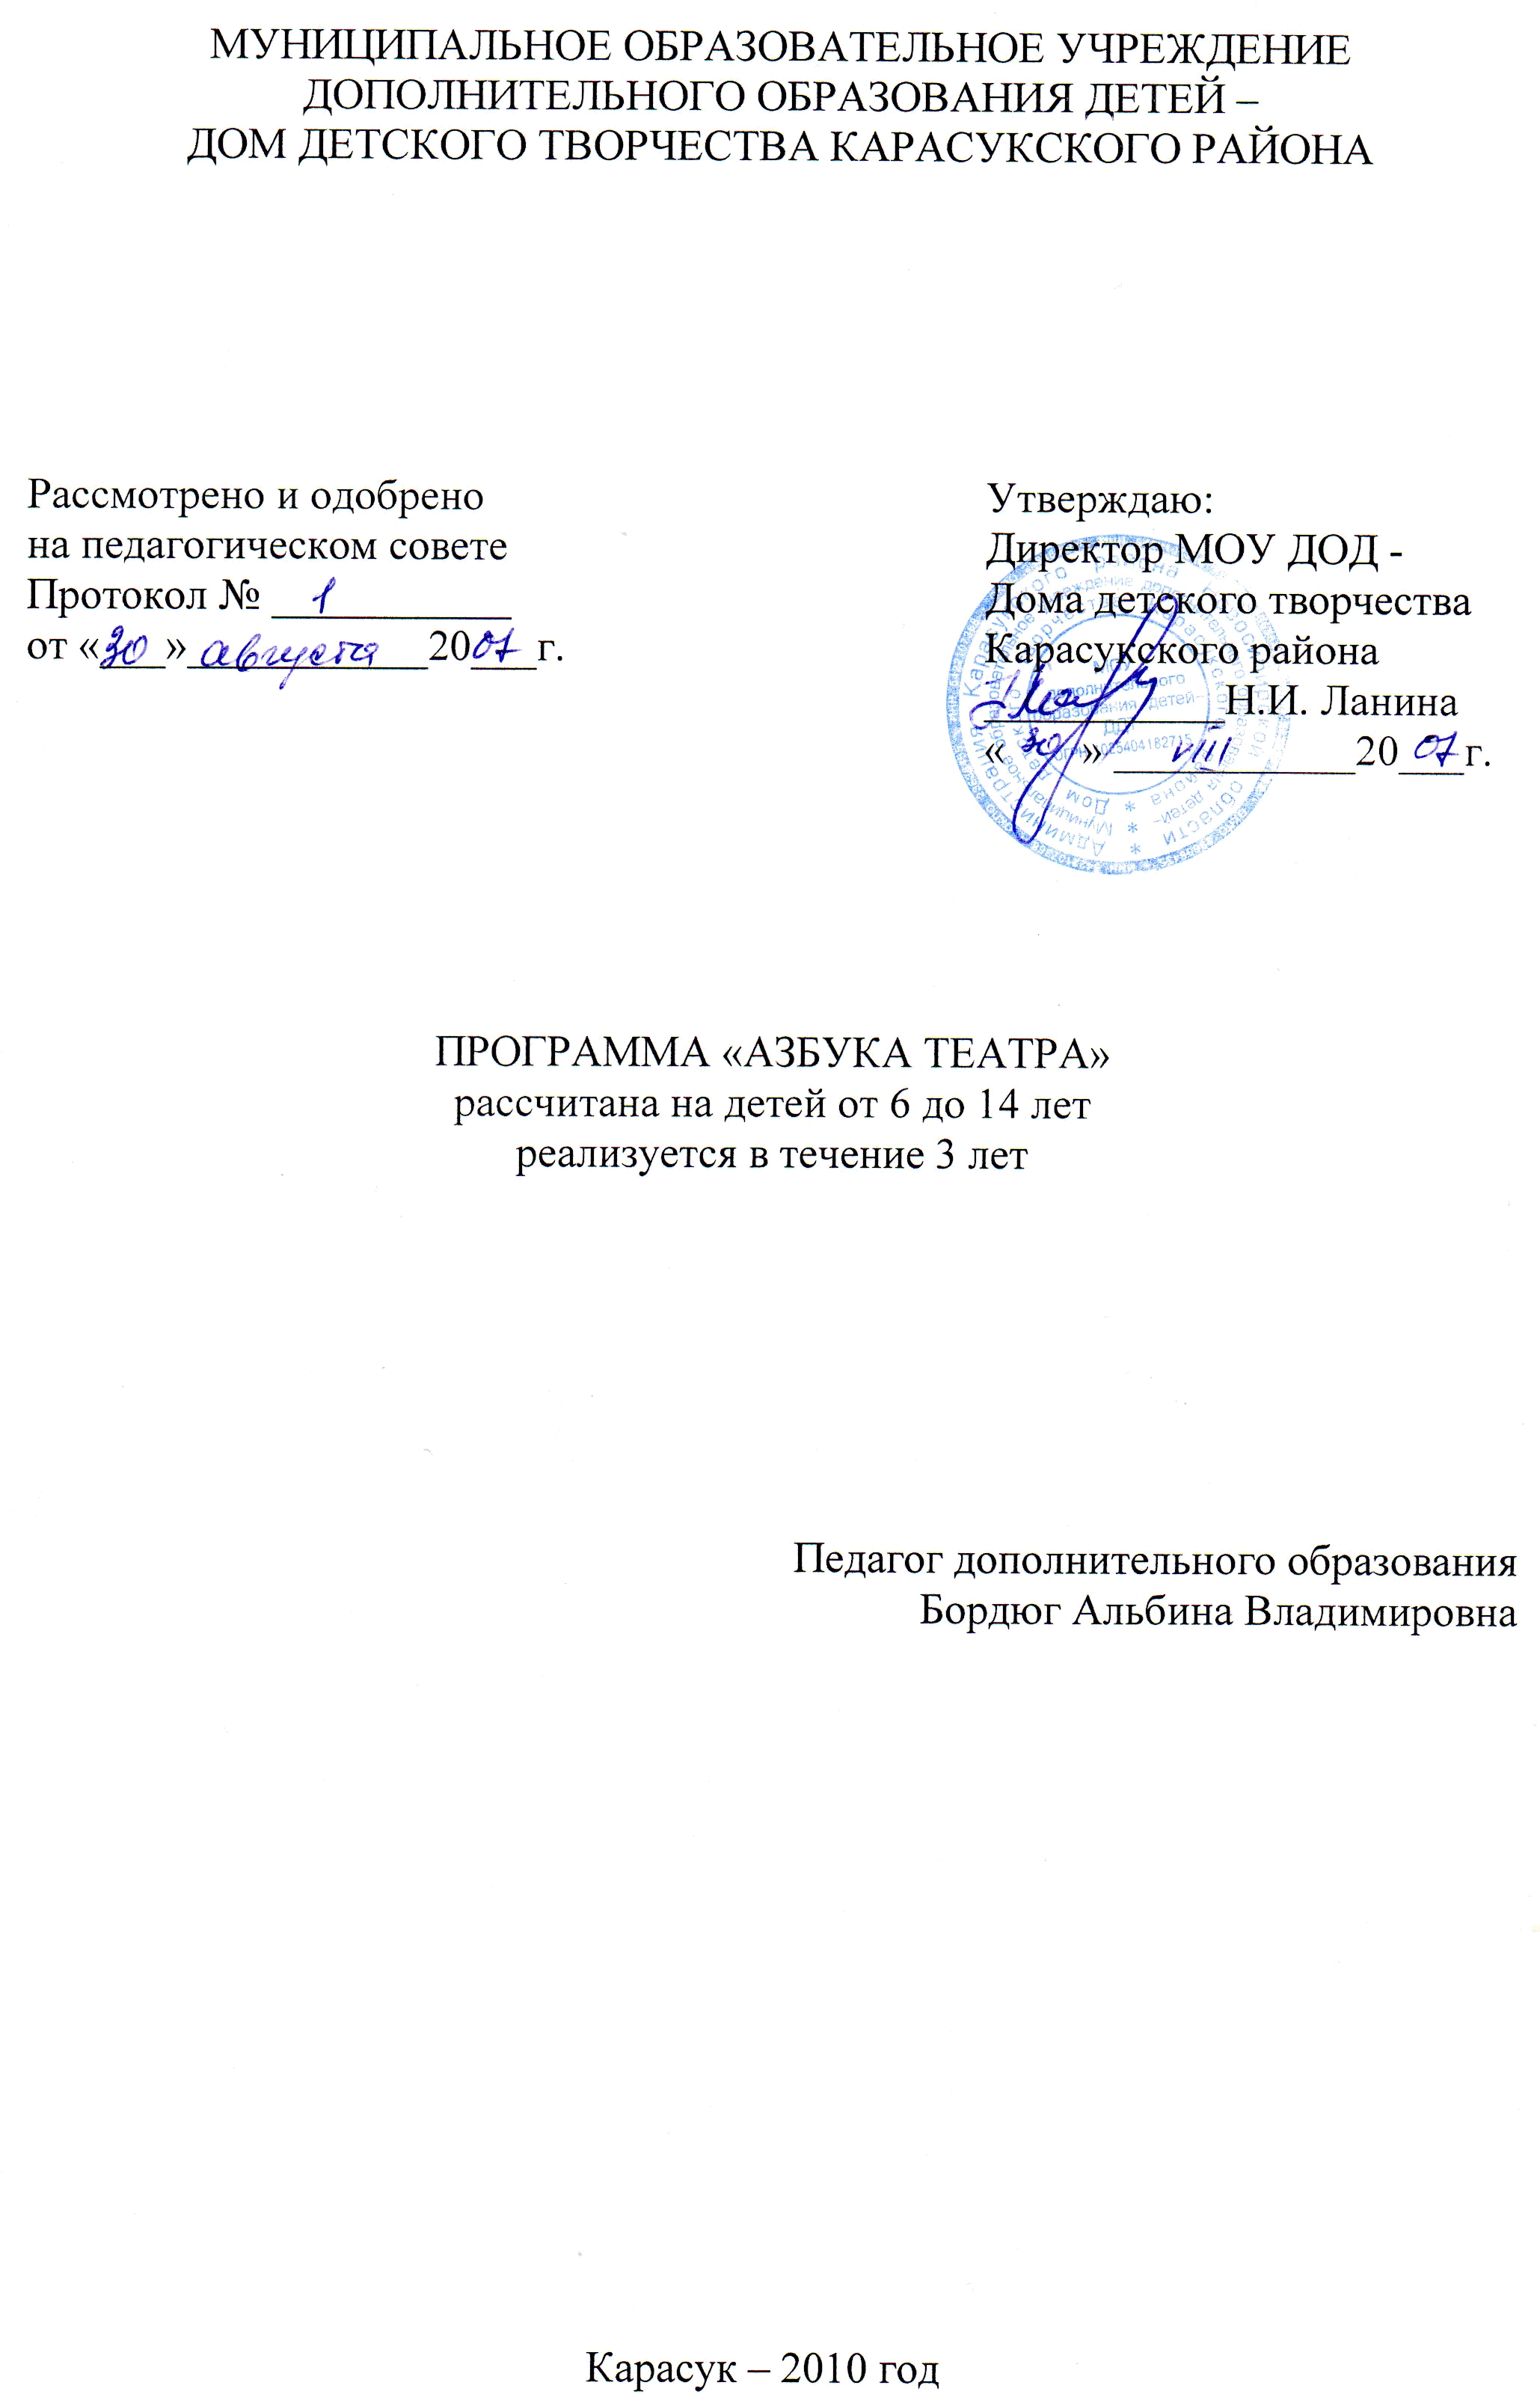 МУНИЦИПАЛЬНОЕ ОБРАЗОВАТЕЛЬНОЕ УЧРЕЖДЕНИЕ
ДОПОЛНИТЕЛЬНОГО ОБРАЗОВАНИЯ ДЕТЕЙ –
ДОМ ДЕТСКОГО ТВОРЧЕСТВА КАРАСУКСКОГО РАЙОНА
Рассмотрено и одобрено
на педагогическом совете
Протокол № 1
от «30» августа 2007 г.
Утверждаю:
Директор МОУ ДОД -
Дома детского творчества
Карасукского района
Н.И. Ланина
«30» VIII 2007 г.
ПРОГРАММА «АЗБУКА ТЕАТРА»
рассчитана на детей от 6 до 14 лет
реализуется в течение 3 лет
Педагог дополнительного образования
Бордюг Альбина Владимировна
Карасук – 2010 год